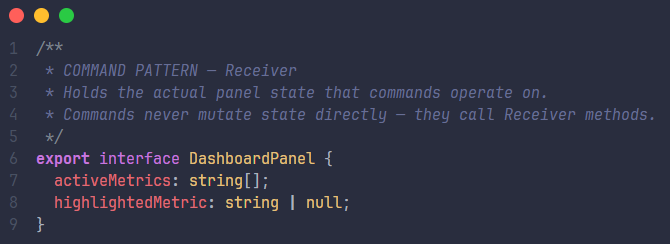 1 /**
2  * COMMAND PATTERN — Receiver
3  * Holds the actual panel state that commands operate on.
4  * Commands never mutate state directly — they call Receiver methods.
5  */
6 export interface DashboardPanel {
7   activeMetrics: string[];
8   highlightedMetric: string | null;
9 }